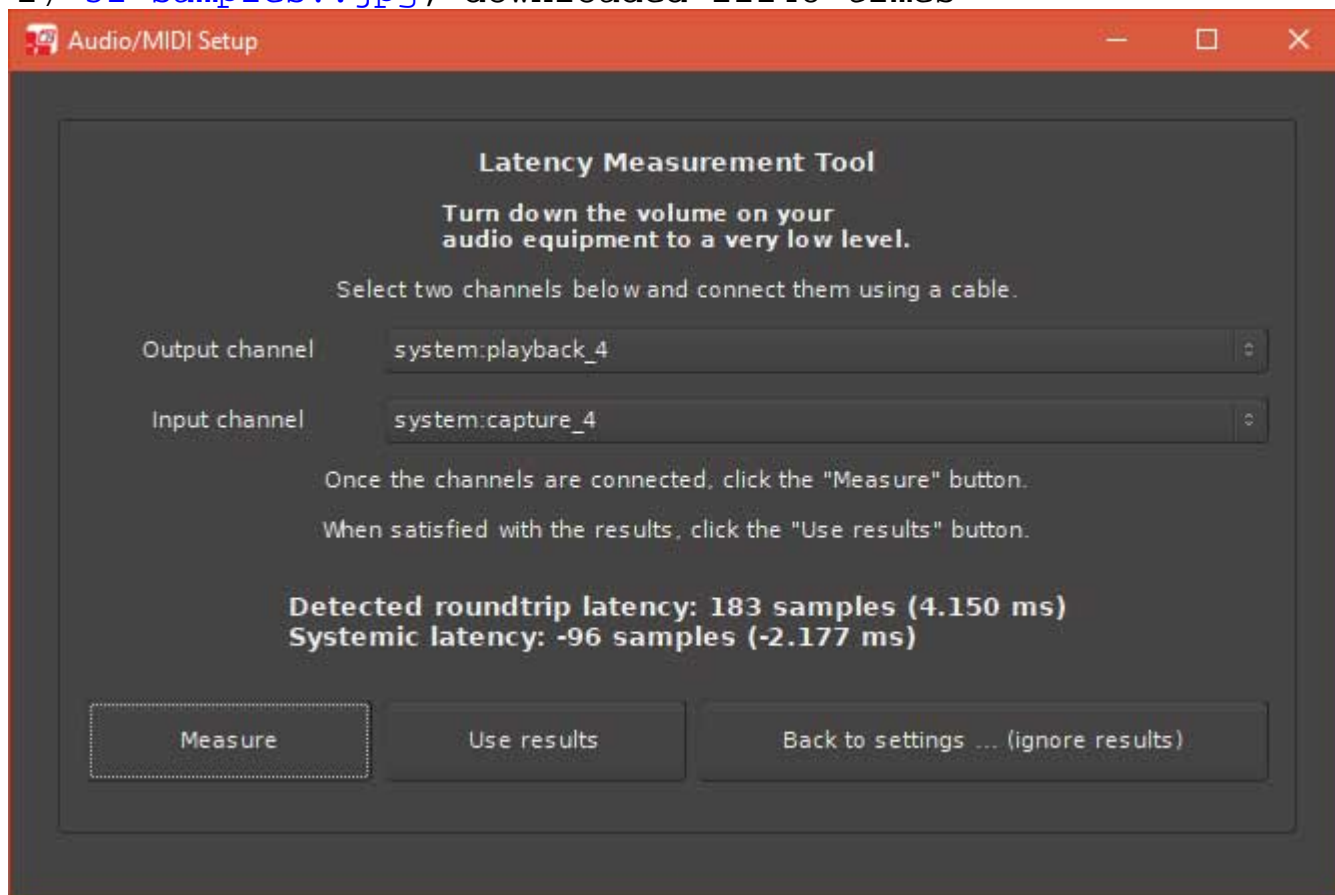 Audio/MIDI Setup
Latency Measurement Tool
Turn down the volume on your
audio equipment to a very low level.
Select two channels below and connect them using a cable.
Output channel system:playback_4
Input channel system:capture_4
Once the channels are connected, click the "Measure" button.
When satisfied with the results, click the "Use results" button.
Detected roundtrip latency: 183 samples (4.150 ms)
Systemic latency: -96 samples (-2.177 ms)
Measure Use results Back to settings ... (ignore results)